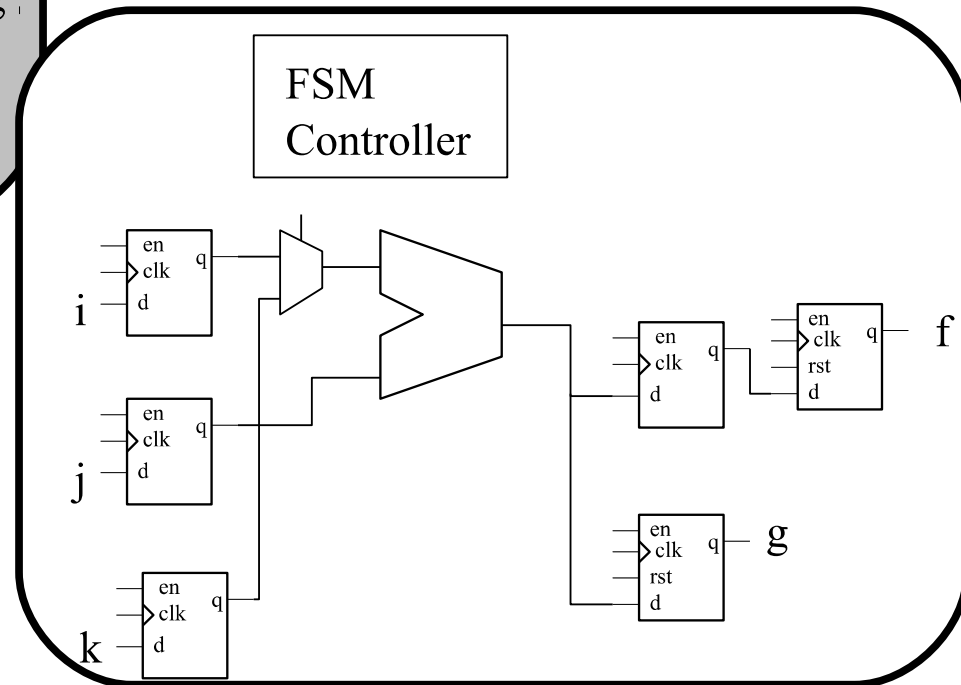 FSM
Controller
en
q
clk
d
i
en
q
clk
d
j
en
q
clk
d
k
en
q
clk
d
en
q
clk
rst
d
f
en
q
clk
rst
d
g